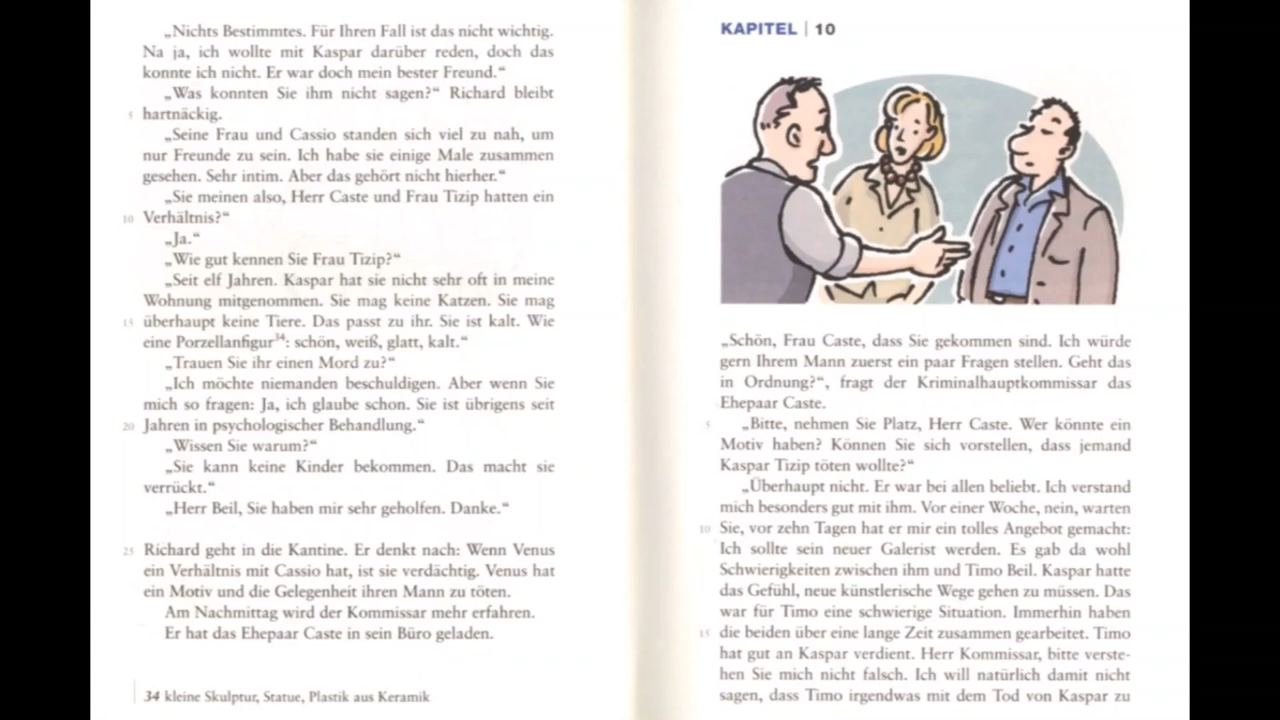 „Nichts Bestimmtes. Für Ihren Fall ist das nicht wichtig.
Na ja, ich wollte mit Kaspar darüber reden, doch das
konnte ich nicht. Er war doch mein bester Freund.“
„Was konnten Sie ihm nicht sagen?“ Richard bleibt
5 hartnäckig.
„Seine Frau und Cassio standen sich viel zu nah, um
nur Freunde zu sein. Ich habe sie einige Male zusammen
gesehen. Sehr intim. Aber das gehört nicht hierher.“
„Sie meinen also, Herr Caste und Frau Tizip hatten ein
10 Verhältnis?“
„Ja.“
„Wie gut kennen Sie Frau Tizip?“
„Seit elf Jahren. Kaspar hat sie nicht sehr oft in meine
Wohnung mitgenommen. Sie mag keine Katzen. Sie mag
15 überhaupt keine Tiere. Das passt zu ihr. Sie ist kalt. Wie
eine Porzellanfigur³⁴: schön, weiß, glatt, kalt.“
„Trauen Sie ihr einen Mord zu?“
„Ich möchte niemanden beschuldigen. Aber wenn Sie
mich so fragen: Ja, ich glaube schon. Sie ist übrigens seit
20 Jahren in psychologischer Behandlung.“
„Wissen Sie warum?“
„Sie kann keine Kinder bekommen. Das macht sie
verrückt.“
„Herr Beil, Sie haben mir sehr geholfen. Danke.“
25 Richard geht in die Kantine. Er denkt nach: Wenn Venus
ein Verhältnis mit Cassio hat, ist sie verdächtig. Venus hat
ein Motiv und die Gelegenheit ihren Mann zu töten.
Am Nachmittag wird der Kommissar mehr erfahren.
Er hat das Ehepaar Caste in sein Büro geladen.
34 kleine Skulptur, Statue, Plastik aus Keramik
KAPITEL | 10
„Schön, Frau Caste, dass Sie gekommen sind. Ich würde
gern Ihrem Mann zuerst ein paar Fragen stellen. Geht das
in Ordnung?“, fragt der Kriminalhauptkommissar das
Ehepaar Caste.
5 „Bitte, nehmen Sie Platz, Herr Caste. Wer könnte ein
Motiv haben? Können Sie sich vorstellen, dass jemand
Kaspar Tizip töten wollte?“
„Überhaupt nicht. Er war bei allen beliebt. Ich verstand
mich besonders gut mit ihm. Vor einer Woche, nein, warten
10 Sie, vor zehn Tagen hat er mir ein tolles Angebot gemacht:
Ich sollte sein neuer Galerist werden. Es gab da wohl
Schwierigkeiten zwischen ihm und Timo Beil. Kaspar hatte
das Gefühl, neue künstlerische Wege gehen zu müssen. Das
war für Timo eine schwierige Situation. Immerhin haben
15 die beiden über eine lange Zeit zusammen gearbeitet. Timo
hat gut an Kaspar verdient. Herr Kommissar, bitte verste-
hen Sie mich nicht falsch. Ich will natürlich damit nicht
sagen, dass Timo irgendwas mit dem Tod von Kaspar zu